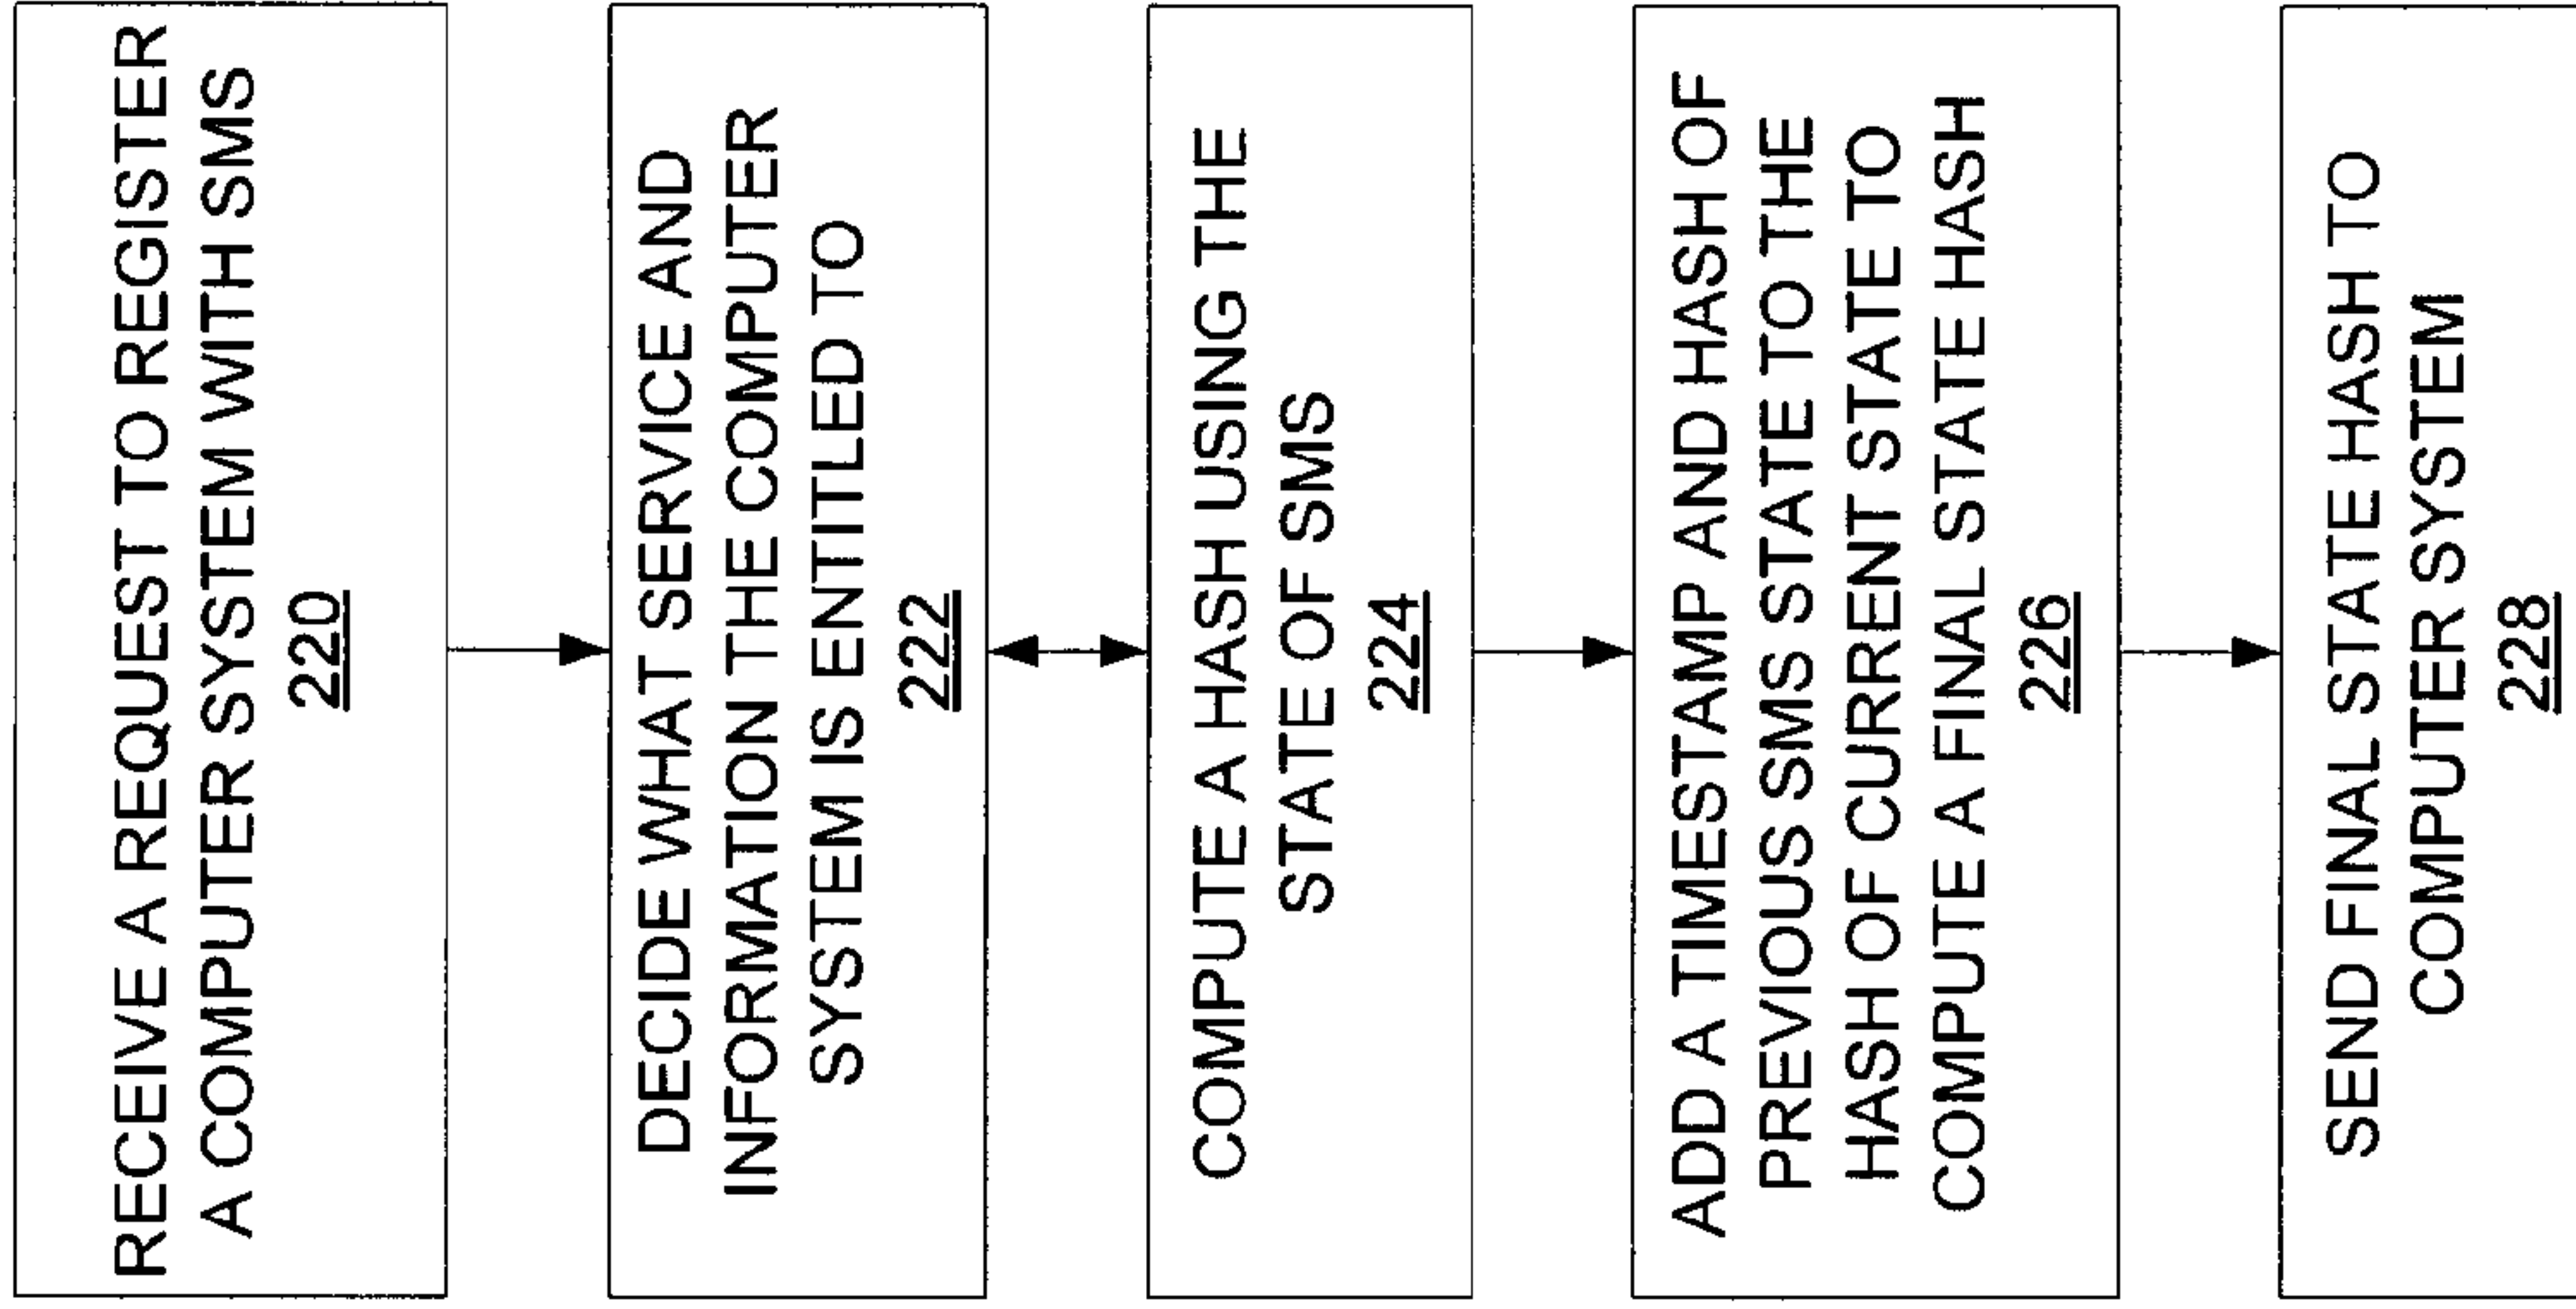 RECEIVE A REQUEST TO REGISTER
A COMPUTER SYSTEM WITH SMS
220
DECIDE WHAT SERVICE AND
INFORMATION THE COMPUTER
SYSTEM IS ENTITLED TO
222
COMPUTE A HASH USING THE
STATE OF SMS
224
ADD A TIMESTAMP AND HASH OF
PREVIOUS SMS STATE TO THE
HASH OF CURRENT STATE TO
COMPUTE A FINAL STATE HASH
226
SEND FINAL STATE HASH TO
COMPUTER SYSTEM
228